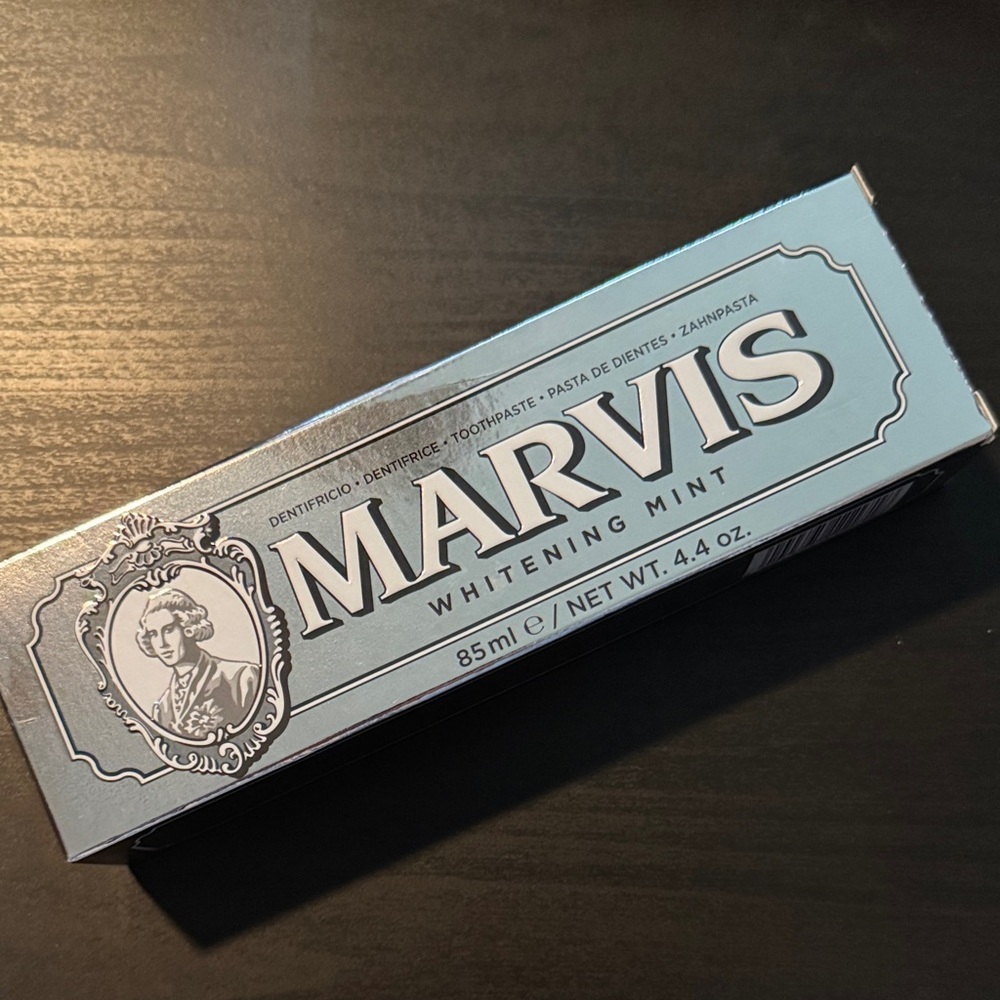 DENTIFRICIO • DENTIFRICE • TOOTHPASTE • PASTA DE DIENTES • ZAHNPASTA
MARVIS
WHITENING MINT
85ml ℮ / NET WT. 4.4 oz.